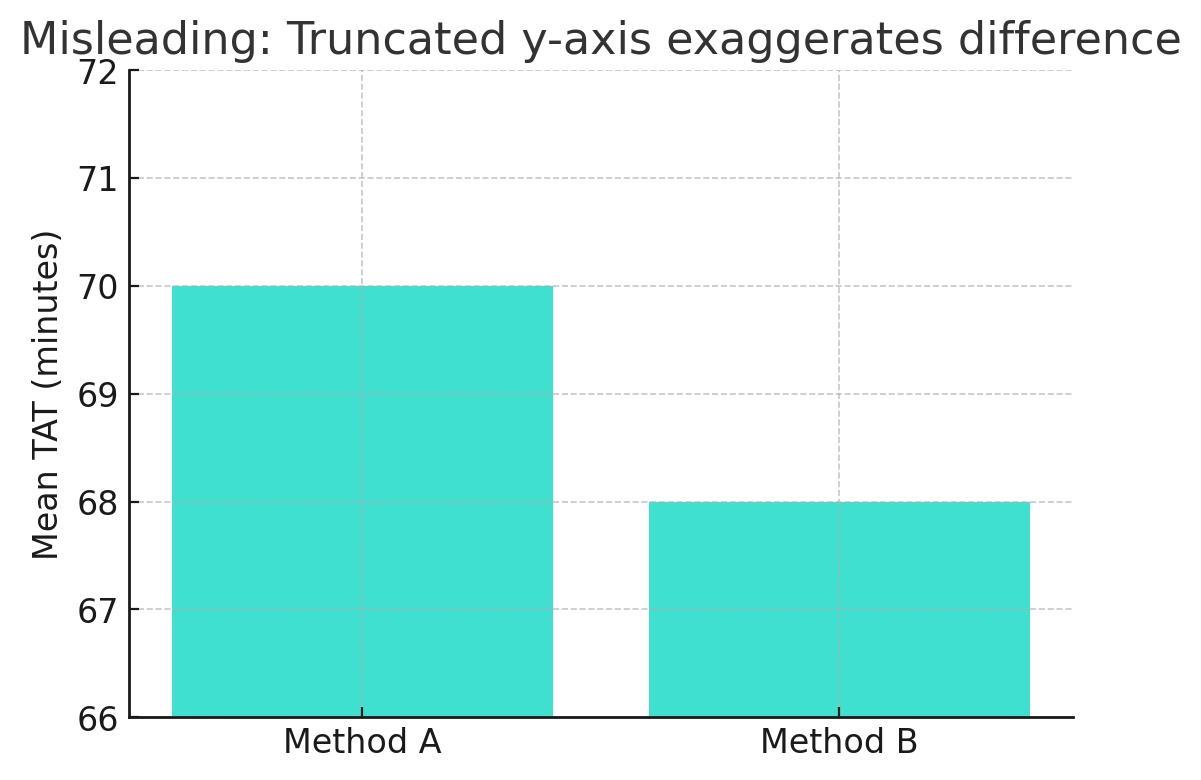 Misleading: Truncated y-axis exaggerates difference
72
71
70
69
68
67
66
Mean TAT (minutes)
Method A
Method B